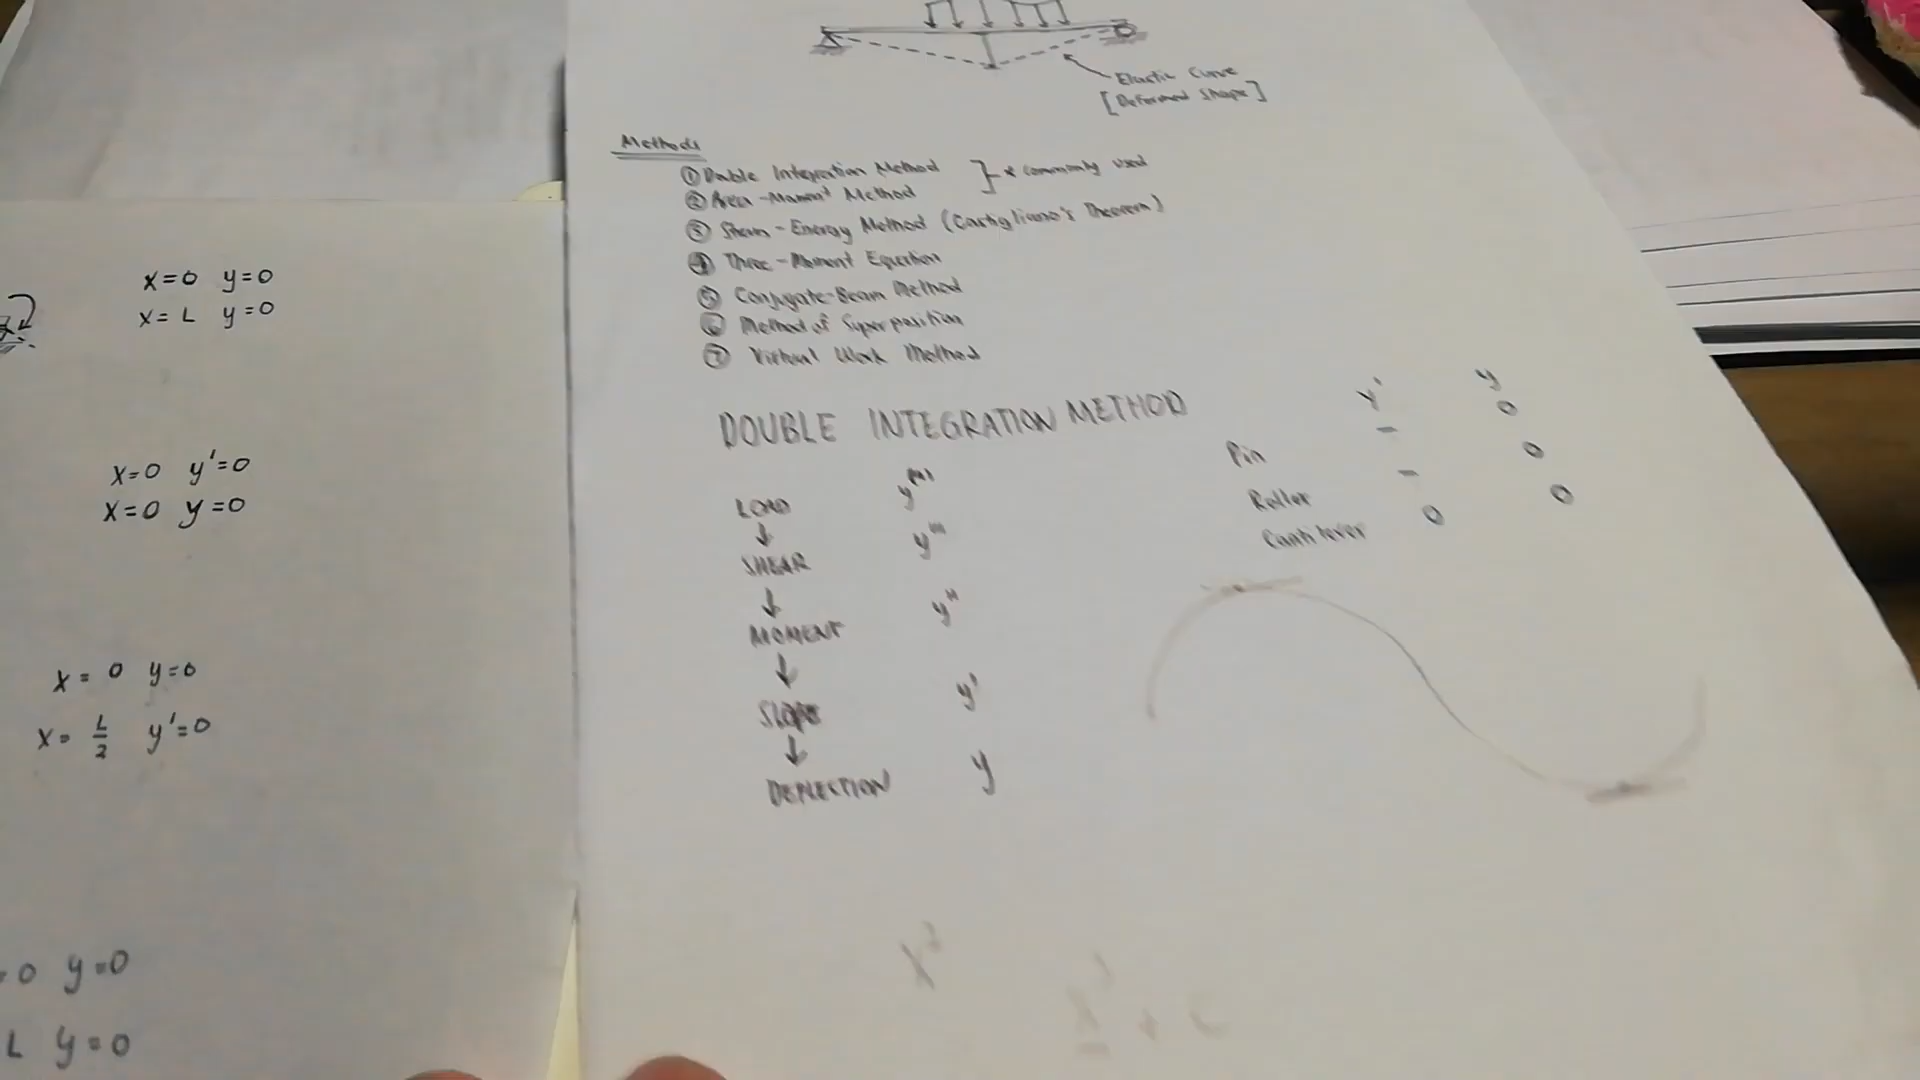 x=0 y=0
x= L y=0
x=0 y'=0
x=0 y=0
x= 0 y=0
x= L/2 y'=0
=0 y=0
L y=0
Elastic Curve
[Deformed Shape]
Methods
① Double Integration Method } * commonly used
② Area-Moment Method
③ Strain-Energy Method (Castigliano's Theorem)
④ Three-Moment Equation
⑤ Conjugate-Beam Method
⑥ Method of Superposition
⑦ Virtual Work Method
DOUBLE INTEGRATION METHOD
LOAD
↓
SHEAR y'''
↓
MOMENT y''
↓
SLOPE y'
↓
DEFLECTION y
y' y
Pin - 0
Roller - 0
Cantilever 0 0